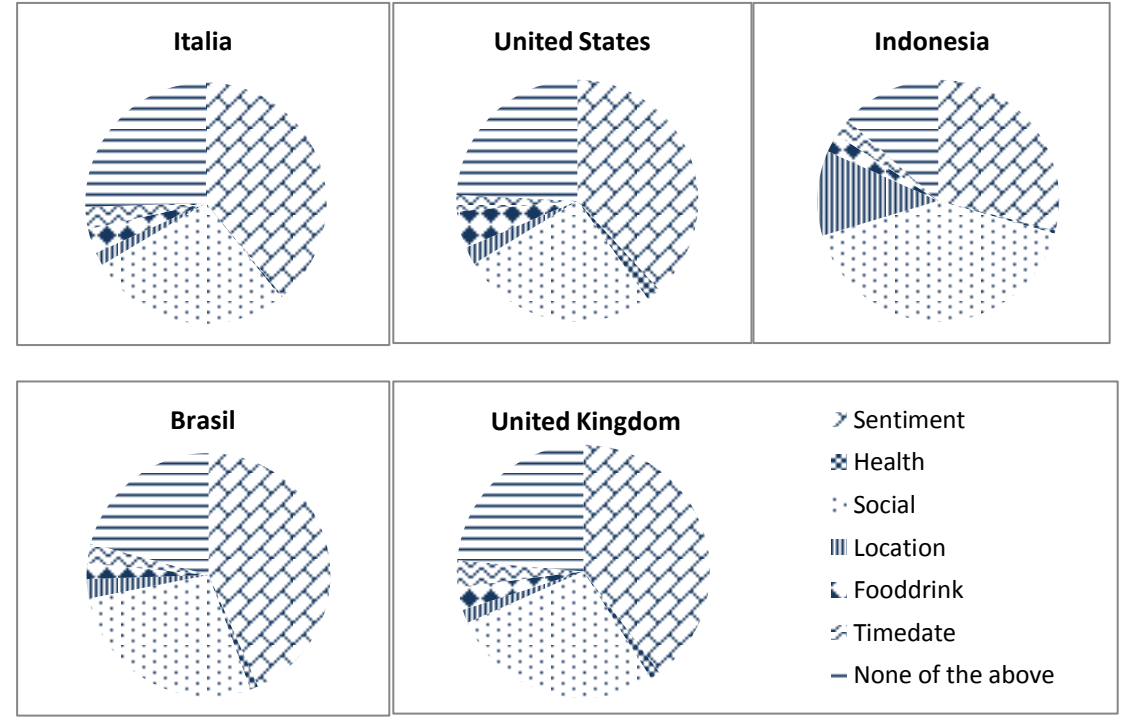 Italia
United States
Indonesia
Brasil
United Kingdom
Sentiment
Health
Social
Location
Fooddrink
Timedate
None of the above